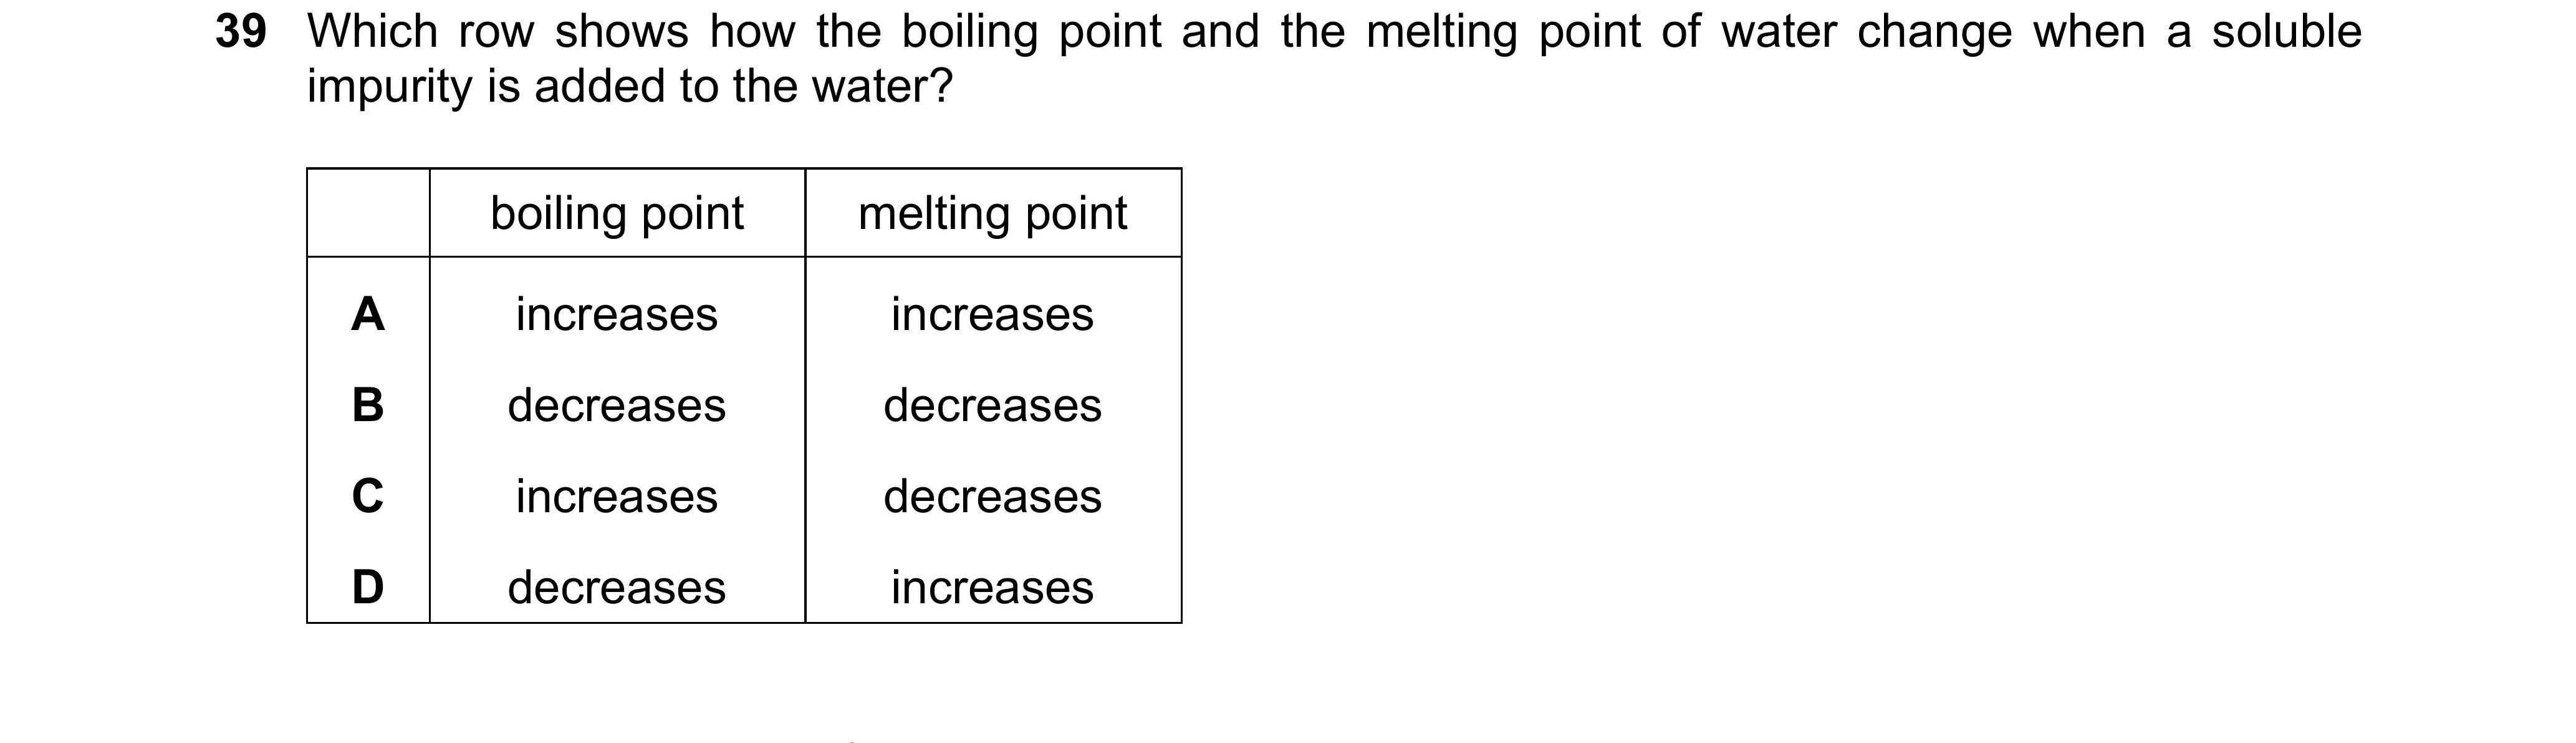 39 Which row shows how the boiling point and the melting point of water change when a soluble
impurity is added to the water?
boiling point melting point
A increases increases
B decreases decreases
C increases decreases
D decreases increases